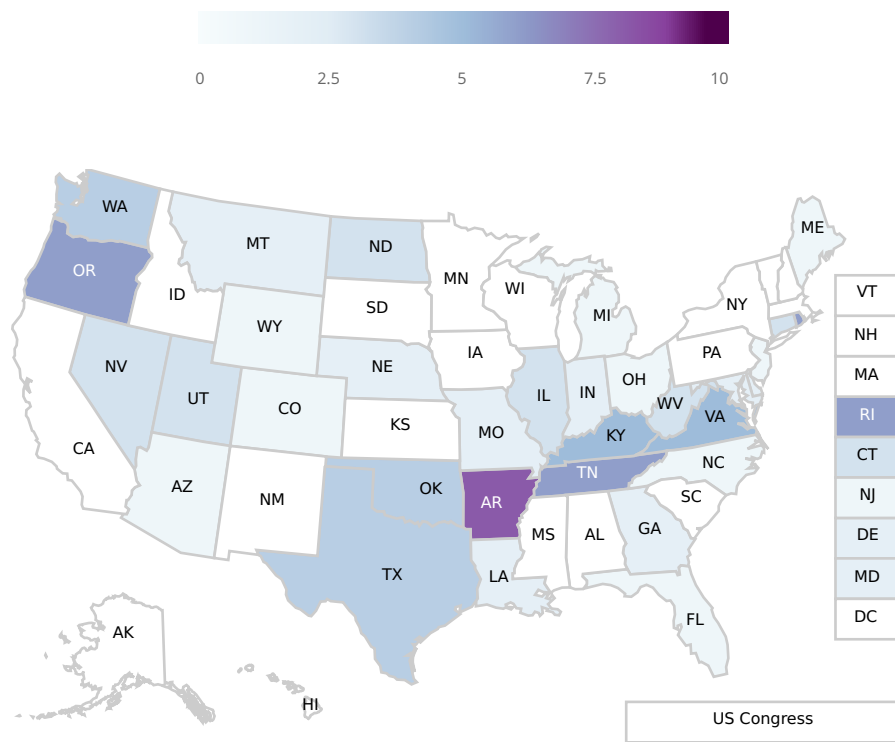 0 2.5 5 7.5 10
WA
ME
MT
ND
OR
MN
ID
WI
VT
SD
NY
MI
WY
NH
IA
PA
NV
NE
MA
OH
UT
IN
IL
CO
WV
RI
KS
VA
MO
KY
CA
CT
NC
TN
AZ
OK
NJ
NM
SC
AR
GA
MS
AL
DE
TX
LA
MD
DC
FL
AK
HI
US Congress